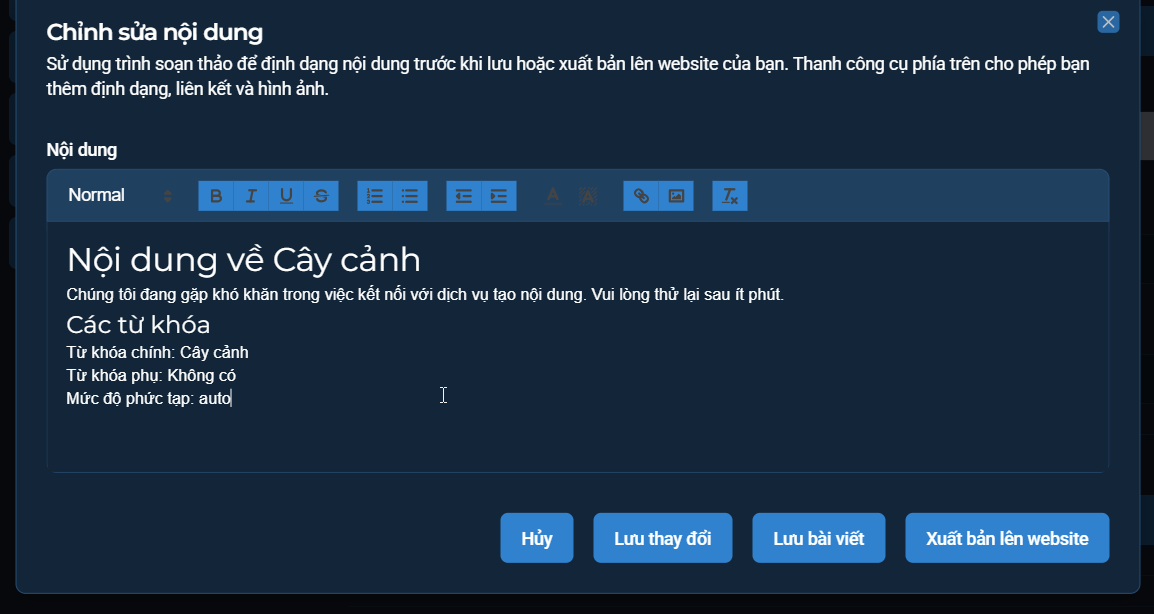 Chỉnh sửa nội dung
Sử dụng trình soạn thảo để định dạng nội dung trước khi lưu hoặc xuất bản lên website của bạn. Thanh công cụ phía trên cho phép bạn
thêm định dạng, liên kết và hình ảnh.
Nội dung
Normal
Nội dung về Cây cảnh
Chúng tôi đang gặp khó khăn trong việc kết nối với dịch vụ tạo nội dung. Vui lòng thử lại sau ít phút.
Các từ khóa
Từ khóa chính: Cây cảnh
Từ khóa phụ: Không có
Mức độ phức tạp: auto
Hủy
Lưu thay đổi
Lưu bài viết
Xuất bản lên website